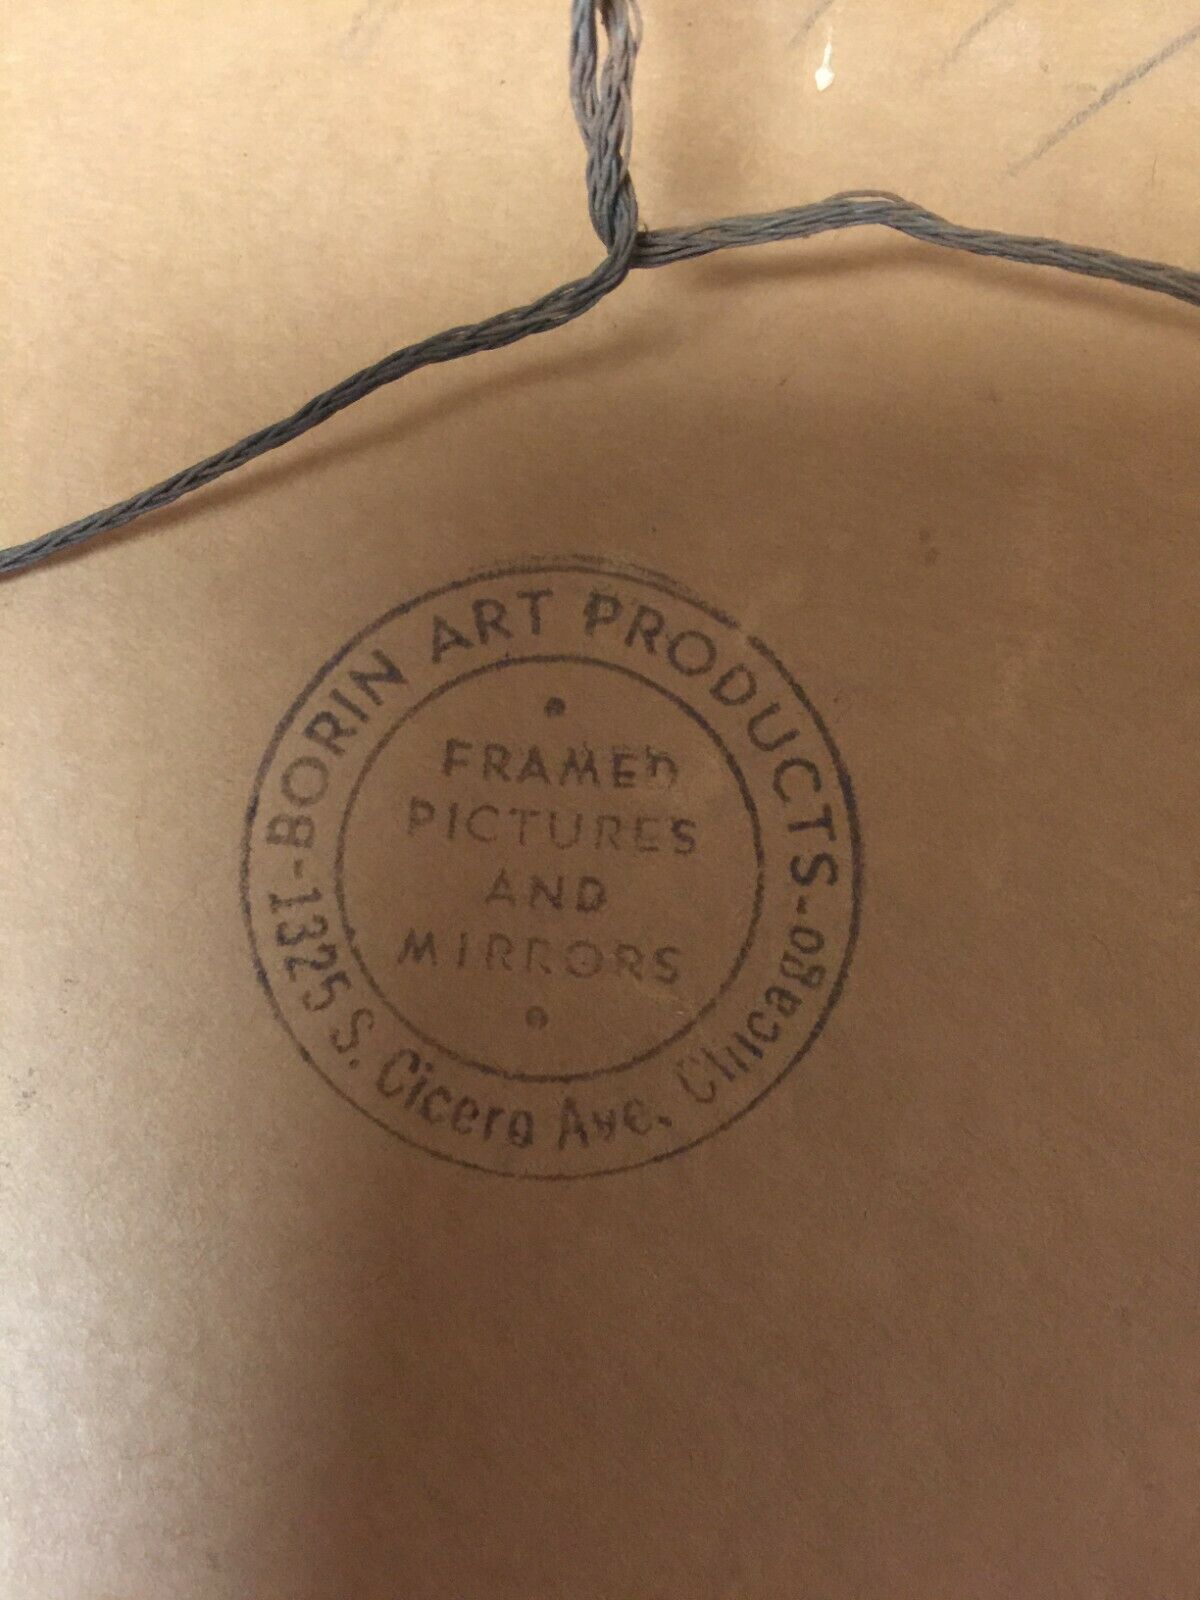 -BORIN ART PRODUCTS-
FRAMED
PICTURES
AND
MIRRORS
1325 S. Cicero Ave. Chicago